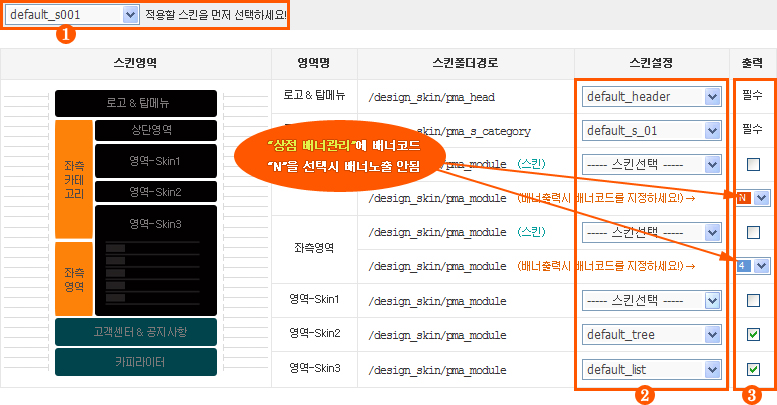 default_s001 적용할 스킨을 먼저 선택하세요!
1
스킨영역 영역명 스킨폴더경로 스킨설정 출력
로고 & 탑메뉴
상단영역
좌측
카테
고리
영역-Skin1
영역-Skin2
영역-Skin3
좌측
영역
고객센터 & 공지사항
카피라이터
로고 & 탑메뉴 /design_skin/pma_head default_header 필수
/design_skin/pma_s_category default_s_01 필수
"상점 배너관리"에 배너코드
"N"을 선택시 배너노출 안됨
pma_module (스킨) ----- 스킨선택 -----
/design_skin/pma_module (배너출력시 배너코드를 지정하세요!)→ N
좌측영역
/design_skin/pma_module (스킨) ----- 스킨선택 -----
/design_skin/pma_module (배너출력시 배너코드를 지정하세요!)→ 4
영역-Skin1 /design_skin/pma_module ----- 스킨선택 -----
영역-Skin2 /design_skin/pma_module default_tree
영역-Skin3 /design_skin/pma_module default_list
2 3